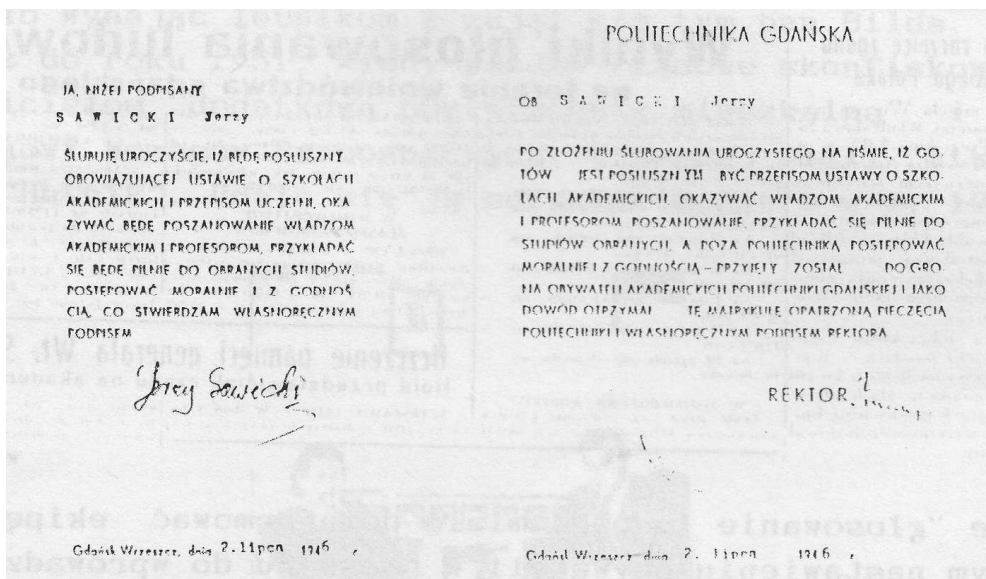 JA, NIŻEJ PODPISANY
SAWICKI Jerzy
ŚLUBUJĘ UROCZYŚCIE, IŻ BĘDĘ POSŁUSZNY
OBOWIĄZUJĄCEJ USTAWIE O SZKOŁACH
AKADEMICKICH I PRZEPISOM UCZELNI, OKA
ZYWAĆ BĘDĘ POSZANOWANIE WŁADZOM
AKADEMICKIM I PROFESOROM, PRZYKŁADAĆ
SIĘ BĘDĘ PILNIE DO OBRANYCH STUDIÓW,
POSTĘPOWAĆ MORALNIE I Z GODNOŚ
CIĄ, CO STWIERDZAM WŁASNORĘCZNYM
PODPISEM
Jerzy Sawicki
Gdańsk Wrzeszcz, dnia 2. lipca 1946 r.
POLITECHNIKA GDAŃSKA
OB SAWICKI Jerzy
PO ZŁOŻENIU ŚLUBOWANIA UROCZYSTEGO NA PIŚMIE, IŻ GO-
TÓW JEST POSŁUSZNYM BYĆ PRZEPISOM USTAWY O SZKO-
ŁACH AKADEMICKICH, OKAZYWAĆ WŁADZOM AKADEMICKIM
I PROFESOROM POSZANOWANIE, PRZYKŁADAĆ SIĘ PILNIE DO
STUDIÓW OBRANYCH, A POZA POLITECHNIKĄ POSTĘPOWAĆ
MORALNIE I Z GODNOŚCIĄ – PRZYJĘTY ZOSTAŁ DO GRO
NA OBYWATELI AKADEMICKICH POLITECHNIKI GDAŃSKIEJ I JAKO
DOWÓD OTRZYMAŁ TĘ MATRYKUŁĘ OPATRZONĄ PIECZĘCIĄ
POLITECHNIKI I WŁASNORĘCZNYM PODPISEM REKTORA
REKTOR
Gdańsk Wrzeszcz dnia 2. lipca 1946 r.